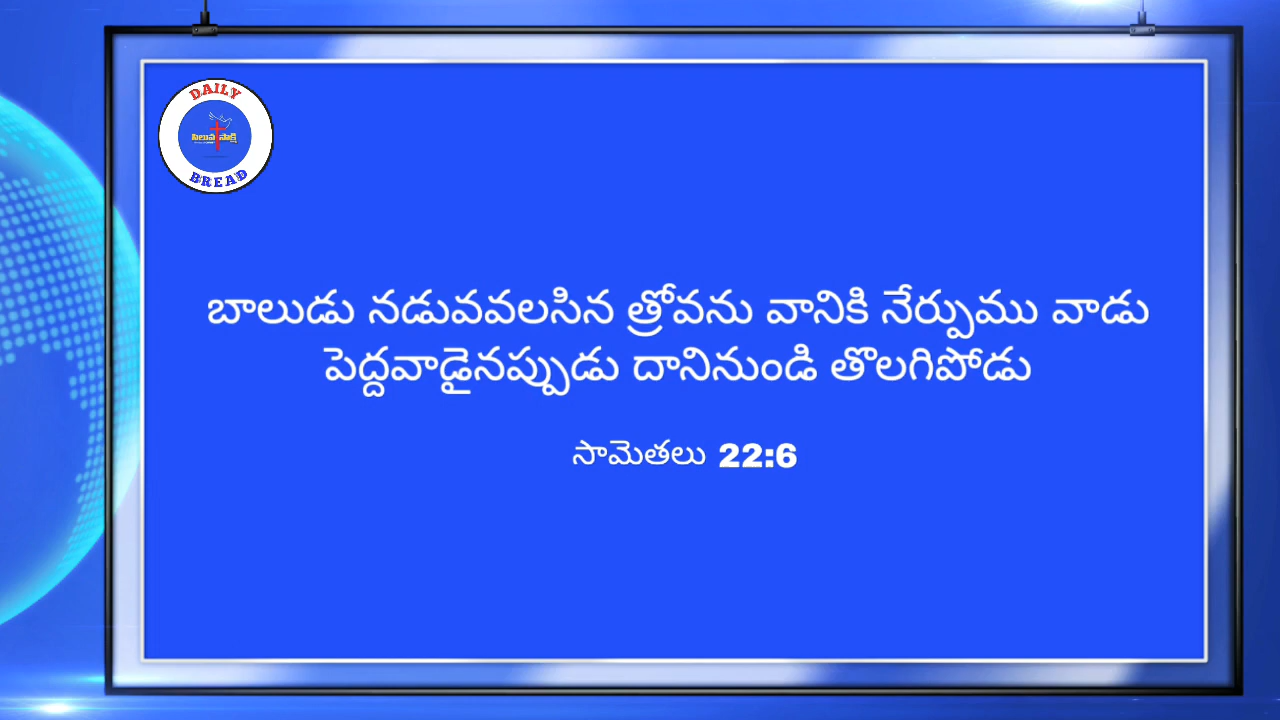 DAILY
సిలువ సాక్షి
BREAD
బాలుడు నడువవలసిన త్రోవను వానికి నేర్పుము వాడు
పెద్దవాడైనప్పుడు దానినుండి తొలగిపోడు
సామెతలు 22:6